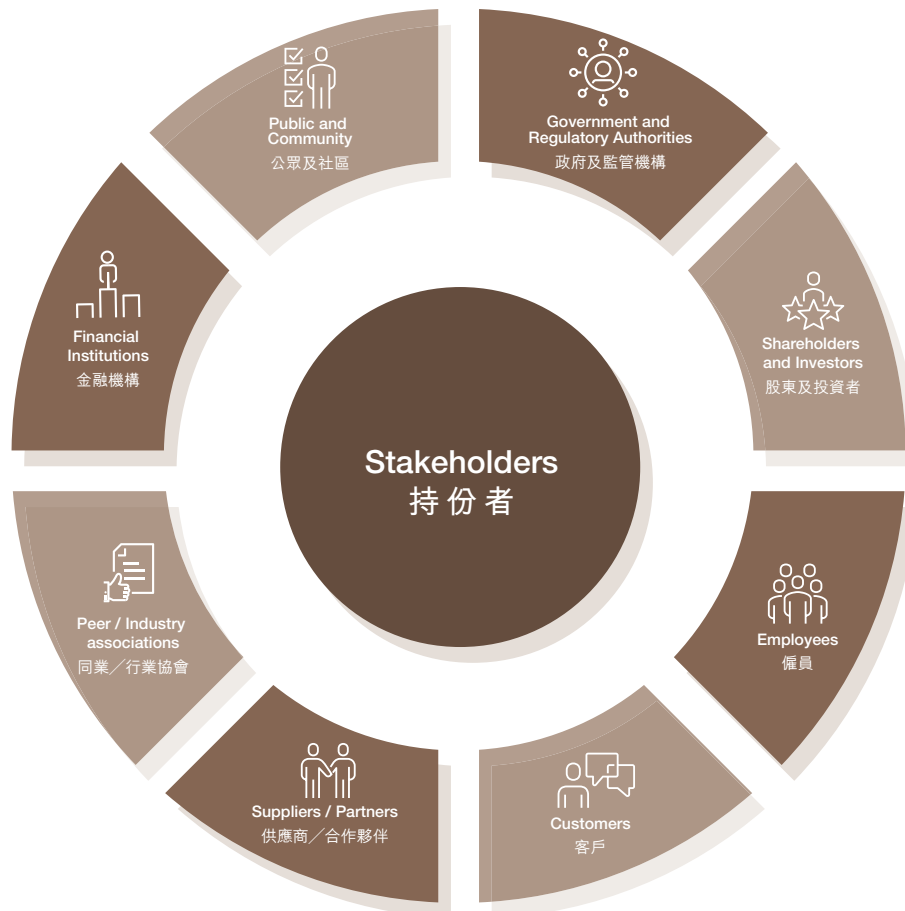 Public and
Community
公眾及社區
Government and
Regulatory Authorities
政府及監管機構
Financial
Institutions
金融機構
Shareholders
and Investors
股東及投資者
Stakeholders
持份者
Peer / Industry
associations
同業／行業協會
Employees
僱員
Suppliers / Partners
供應商／合作夥伴
Customers
客戶